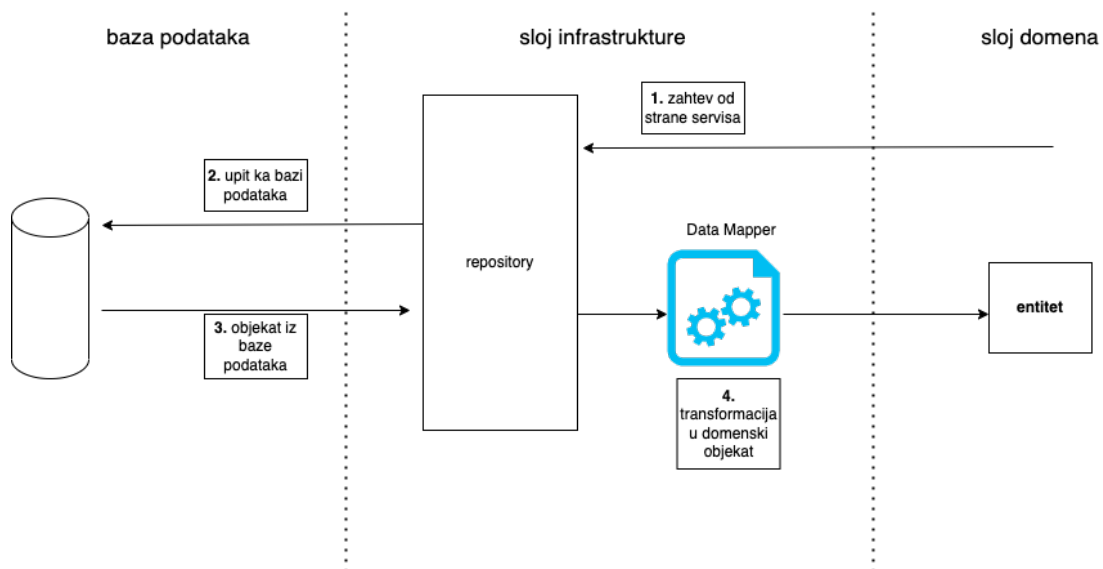 baza podataka
sloj infrastrukture
sloj domena
1. zahtev od
strane servisa
2. upit ka bazi
podataka
repository
Data Mapper
entitet
3. objekat iz
baze
podataka
4.
transformacija
u domenski
objekat